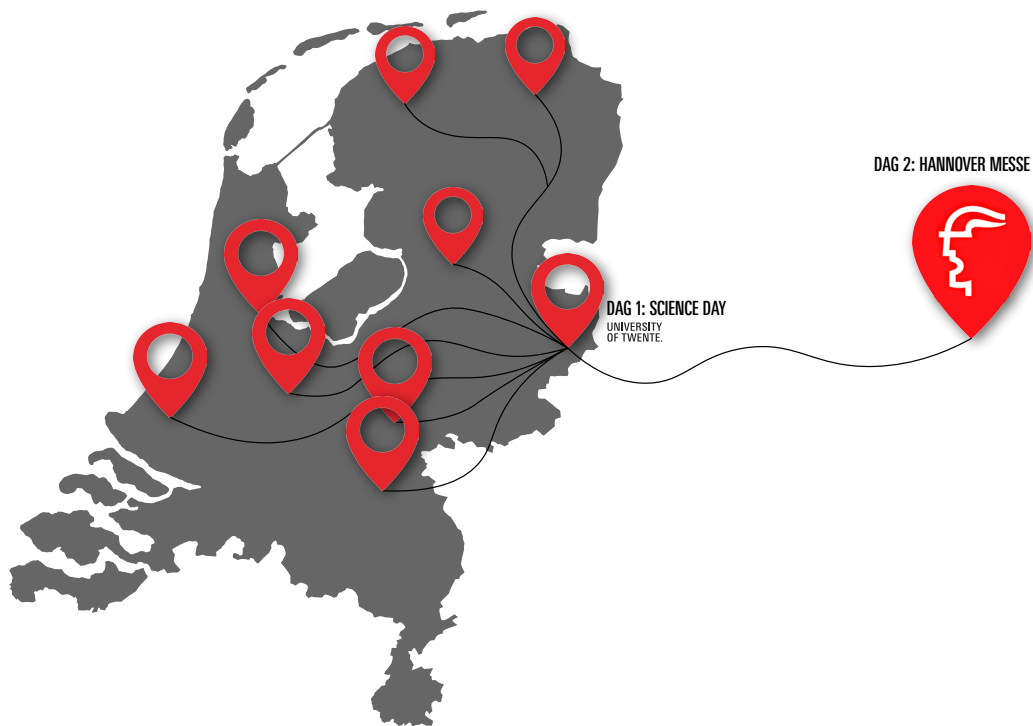 DAG 2: HANNOVER MESSE
DAG 1: SCIENCE DAY
UNIVERSITY
OF TWENTE.